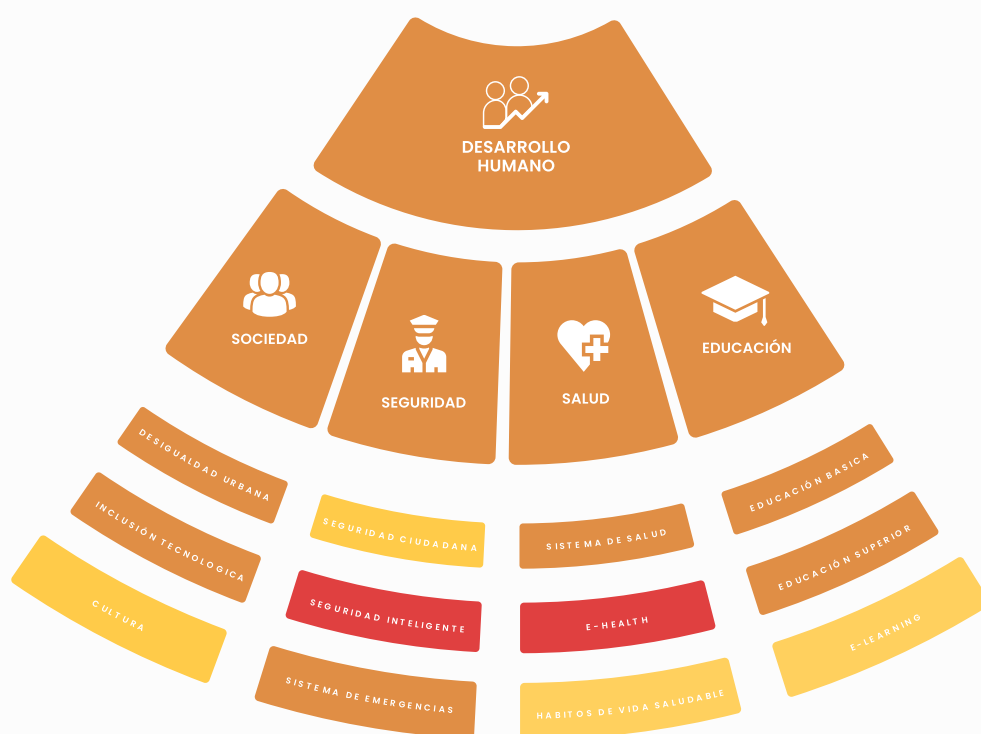 DESARROLLO
HUMANO
SOCIEDAD
SEGURIDAD
SALUD
EDUCACIÓN
DESIGUALDAD URBANA
INCLUSIÓN TECNOLOGICA
CULTURA
SEGURIDAD CIUDADANA
SEGURIDAD INTELIGENTE
SISTEMA DE EMERGENCIAS
SISTEMA DE SALUD
E-HEALTH
HABITOS DE VIDA SALUDABLE
EDUCACIÓN BASICA
EDUCACIÓN SUPERIOR
E-LEARNING